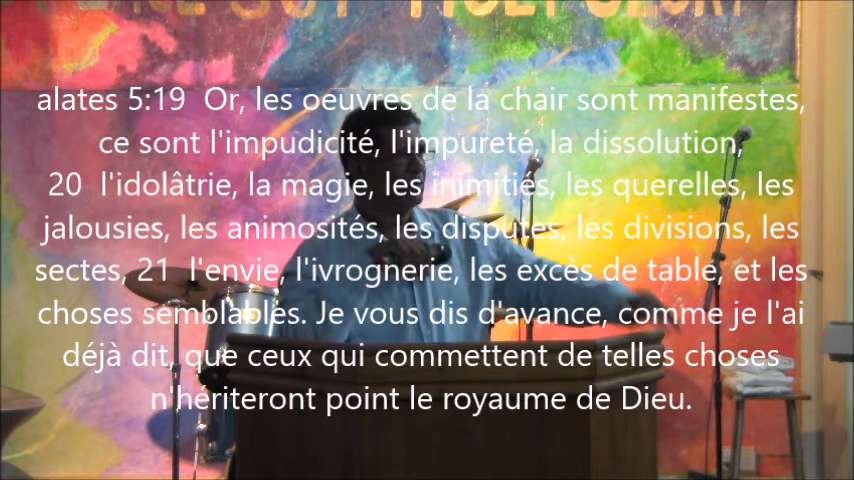 HOLY GLORY
alates 5:19 Or, les oeuvres de la chair sont manifestes,
ce sont l'impudicité, l'impureté, la dissolution,
20 l'idolâtrie, la magie, les inimitiés, les querelles, les
jalousies, les animosités, les disputes, les divisions, les
sectes, 21 l'envie, l'ivrognerie, les excès de table, et les
choses semblables. Je vous dis d'avance, comme je l'ai
déjà dit, que ceux qui commettent de telles choses
n'hériteront point le royaume de Dieu.